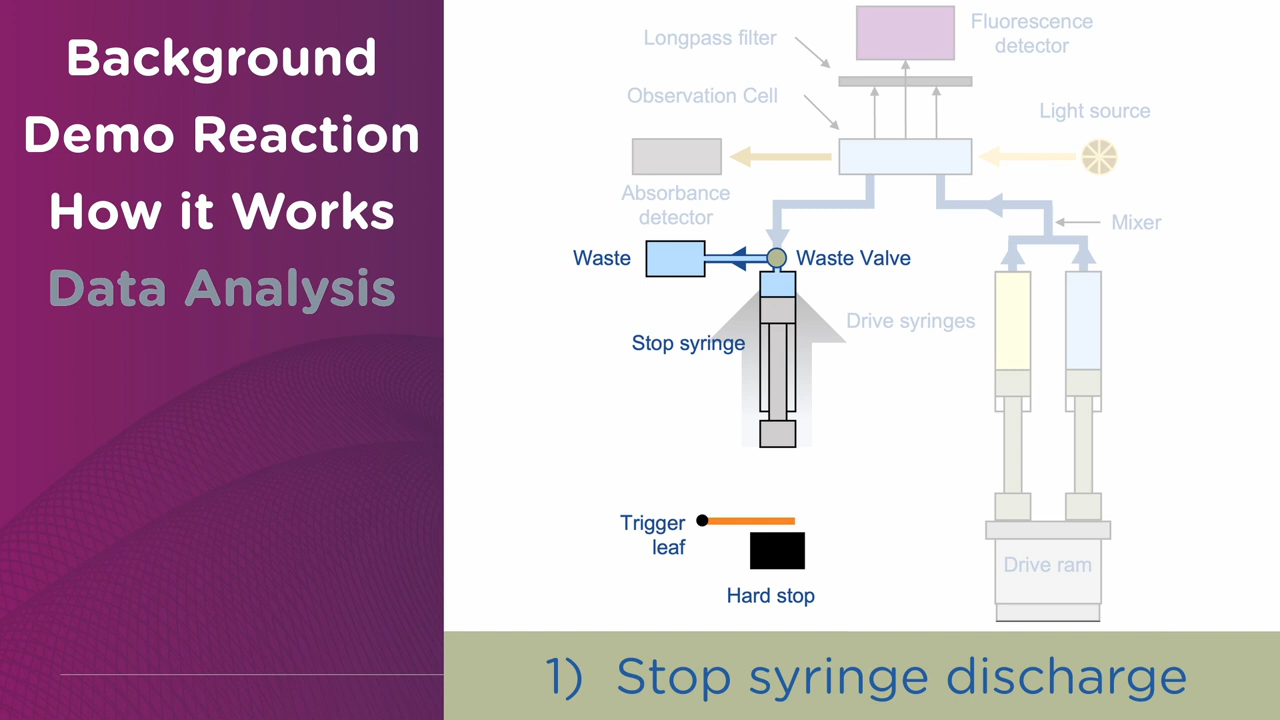 Background
Demo Reaction
How it Works
Data Analysis
Fluorescence
detector
Longpass filter
Observation Cell
Light source
Absorbance
detector
Mixer
Waste
Waste Valve
Drive syringes
Stop syringe
Trigger
leaf
Drive ram
Hard stop
1) Stop syringe discharge